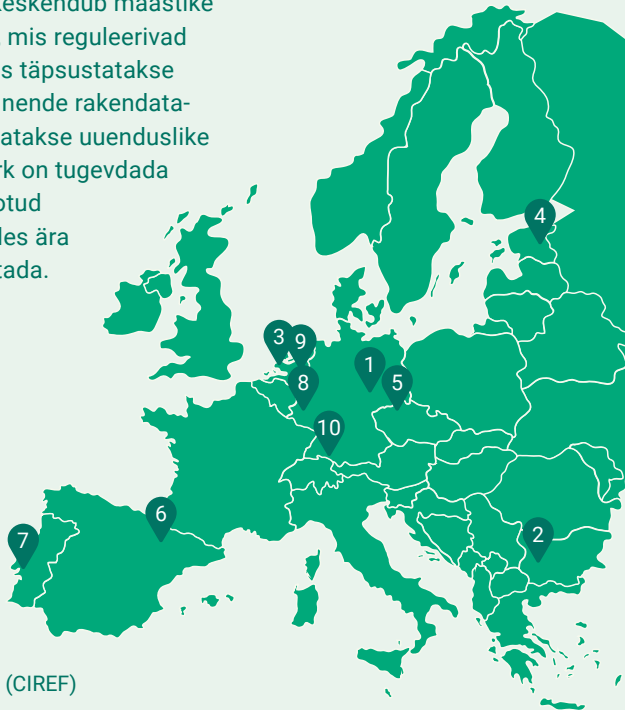 keskendub maastike
mis reguleerivad
s täpsustatakse
nende rakendata-
atakse uuenduslike
rk on tugevdada
otud
des ära
tada.
4
3 9
1
8 5
10
6
7
2
(CIREF)